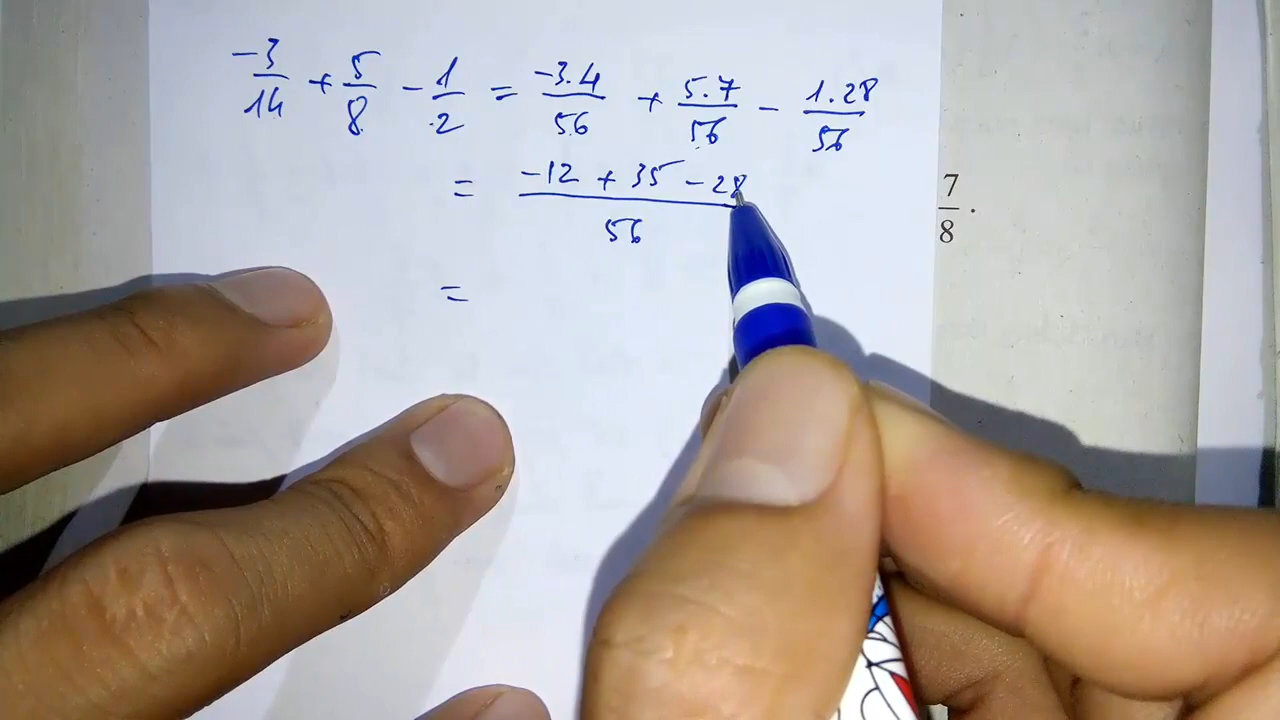 -3/14 + 5/8 - 1/2 = -3.4/56 + 5.7/56 - 1.28/56
= -12 + 35 - 28/56
=
7/8.